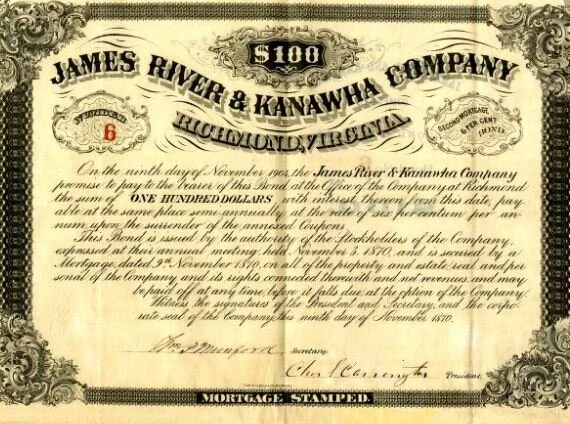 $100
JAMES RIVER & KANAWHA COMPANY
RICHMOND, VIRGINIA.
NUMBER
6
SECOND MORTGAGE
6 PER CENT
BOND
On the ninth day of November 1904, the James River & Kanawha Company
promise to pay to the bearer of this Bond, at the Office of the Company at Richmond
the sum of ONE HUNDRED DOLLARS with interest thereon from this date, pay
able at the same place semi-annually at the rate of six per centum per an
num upon the surrender of the annexed Coupons.
This Bond is issued by the authority of the Stockholders of the Company,
expressed at their annual meeting held November 5, 1870, and is secured by a
Mortgage, dated 9th November 1870, on all of the property and estate real and per
sonal of the Company and its rights connected therewith and net revenues and may
be paid off at any time before it falls due at the option of the Company.
Witness the signatures of the President and Secretary, and the corpo
rate seal of the Company this ninth day of November 1870.
Wm. P. Munford, Secretary.
Chas S Carrington President.
MORTGAGE STAMPED.